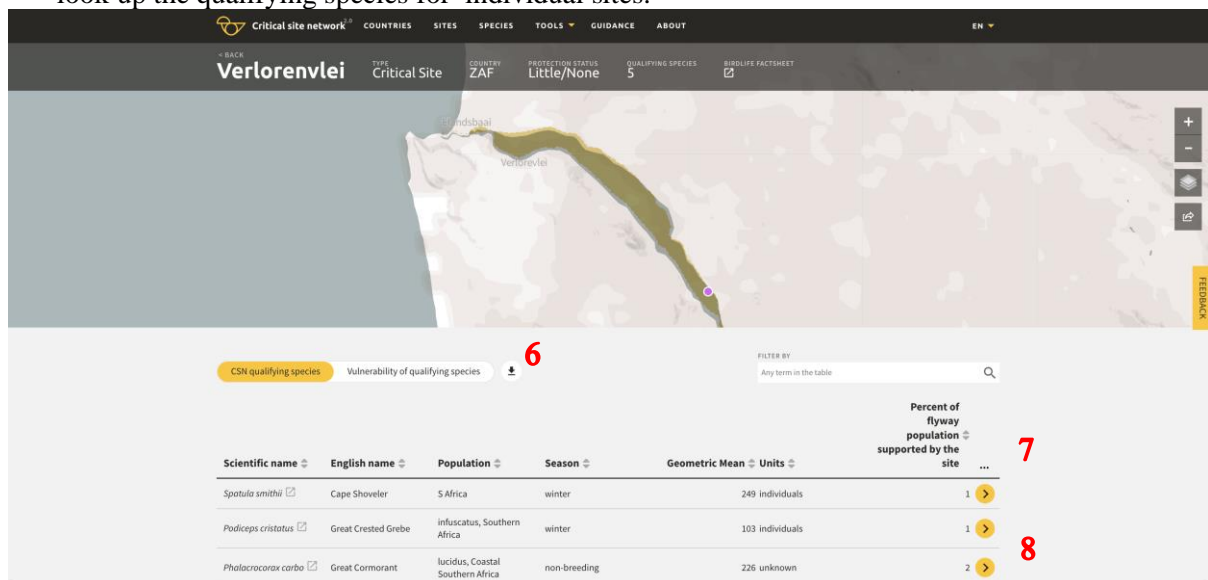 look up the qualifying species for individual sites.
Critical site network 2.0 COUNTRIES SITES SPECIES TOOLS GUIDANCE ABOUT EN
< BACK
Verlorenvlei
TYPE
Critical Site
COUNTRY
ZAF
PROTECTION STATUS
Little/None
QUALIFYING SPECIES
5
BIRDLIFE FACTSHEET
ndsbaai
Verlorevlei
+
-
FEEDBACK
6
CSN qualifying species Vulnerability of qualifying species
FILTER BY
Any term in the table
7
Scientific name English name Population Season Geometric Mean Units
Percent of
flyway
population
supported by the
site
...
Spatula smithii Cape Shoveler S Africa winter 249 individuals 1
Podiceps cristatus Great Crested Grebe infuscatus, Southern
Africa winter 103 individuals 1
8
Phalacrocorax carbo Great Cormorant lucidus, Coastal
Southern Africa non-breeding 226 unknown 2